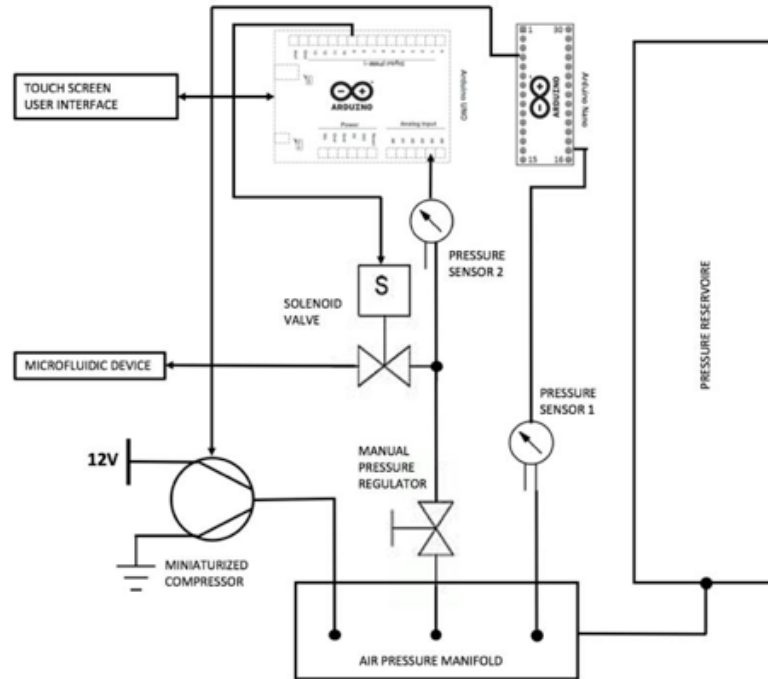 TOUCH SCREEN
USER INTERFACE
ARDUINO
Digital (PWM~)
Power
Analog Input
Arduino UNO
1
30
ARDUINO
Arduino Nano
15
16
PRESSURE
SENSOR 2
S
SOLENOID
VALVE
MICROFLUIDIC DEVICE
PRESSURE
SENSOR 1
PRESSURE RESERVOIRE
12V
MANUAL
PRESSURE
REGULATOR
MINIATURIZED
COMPRESSOR
AIR PRESSURE MANIFOLD